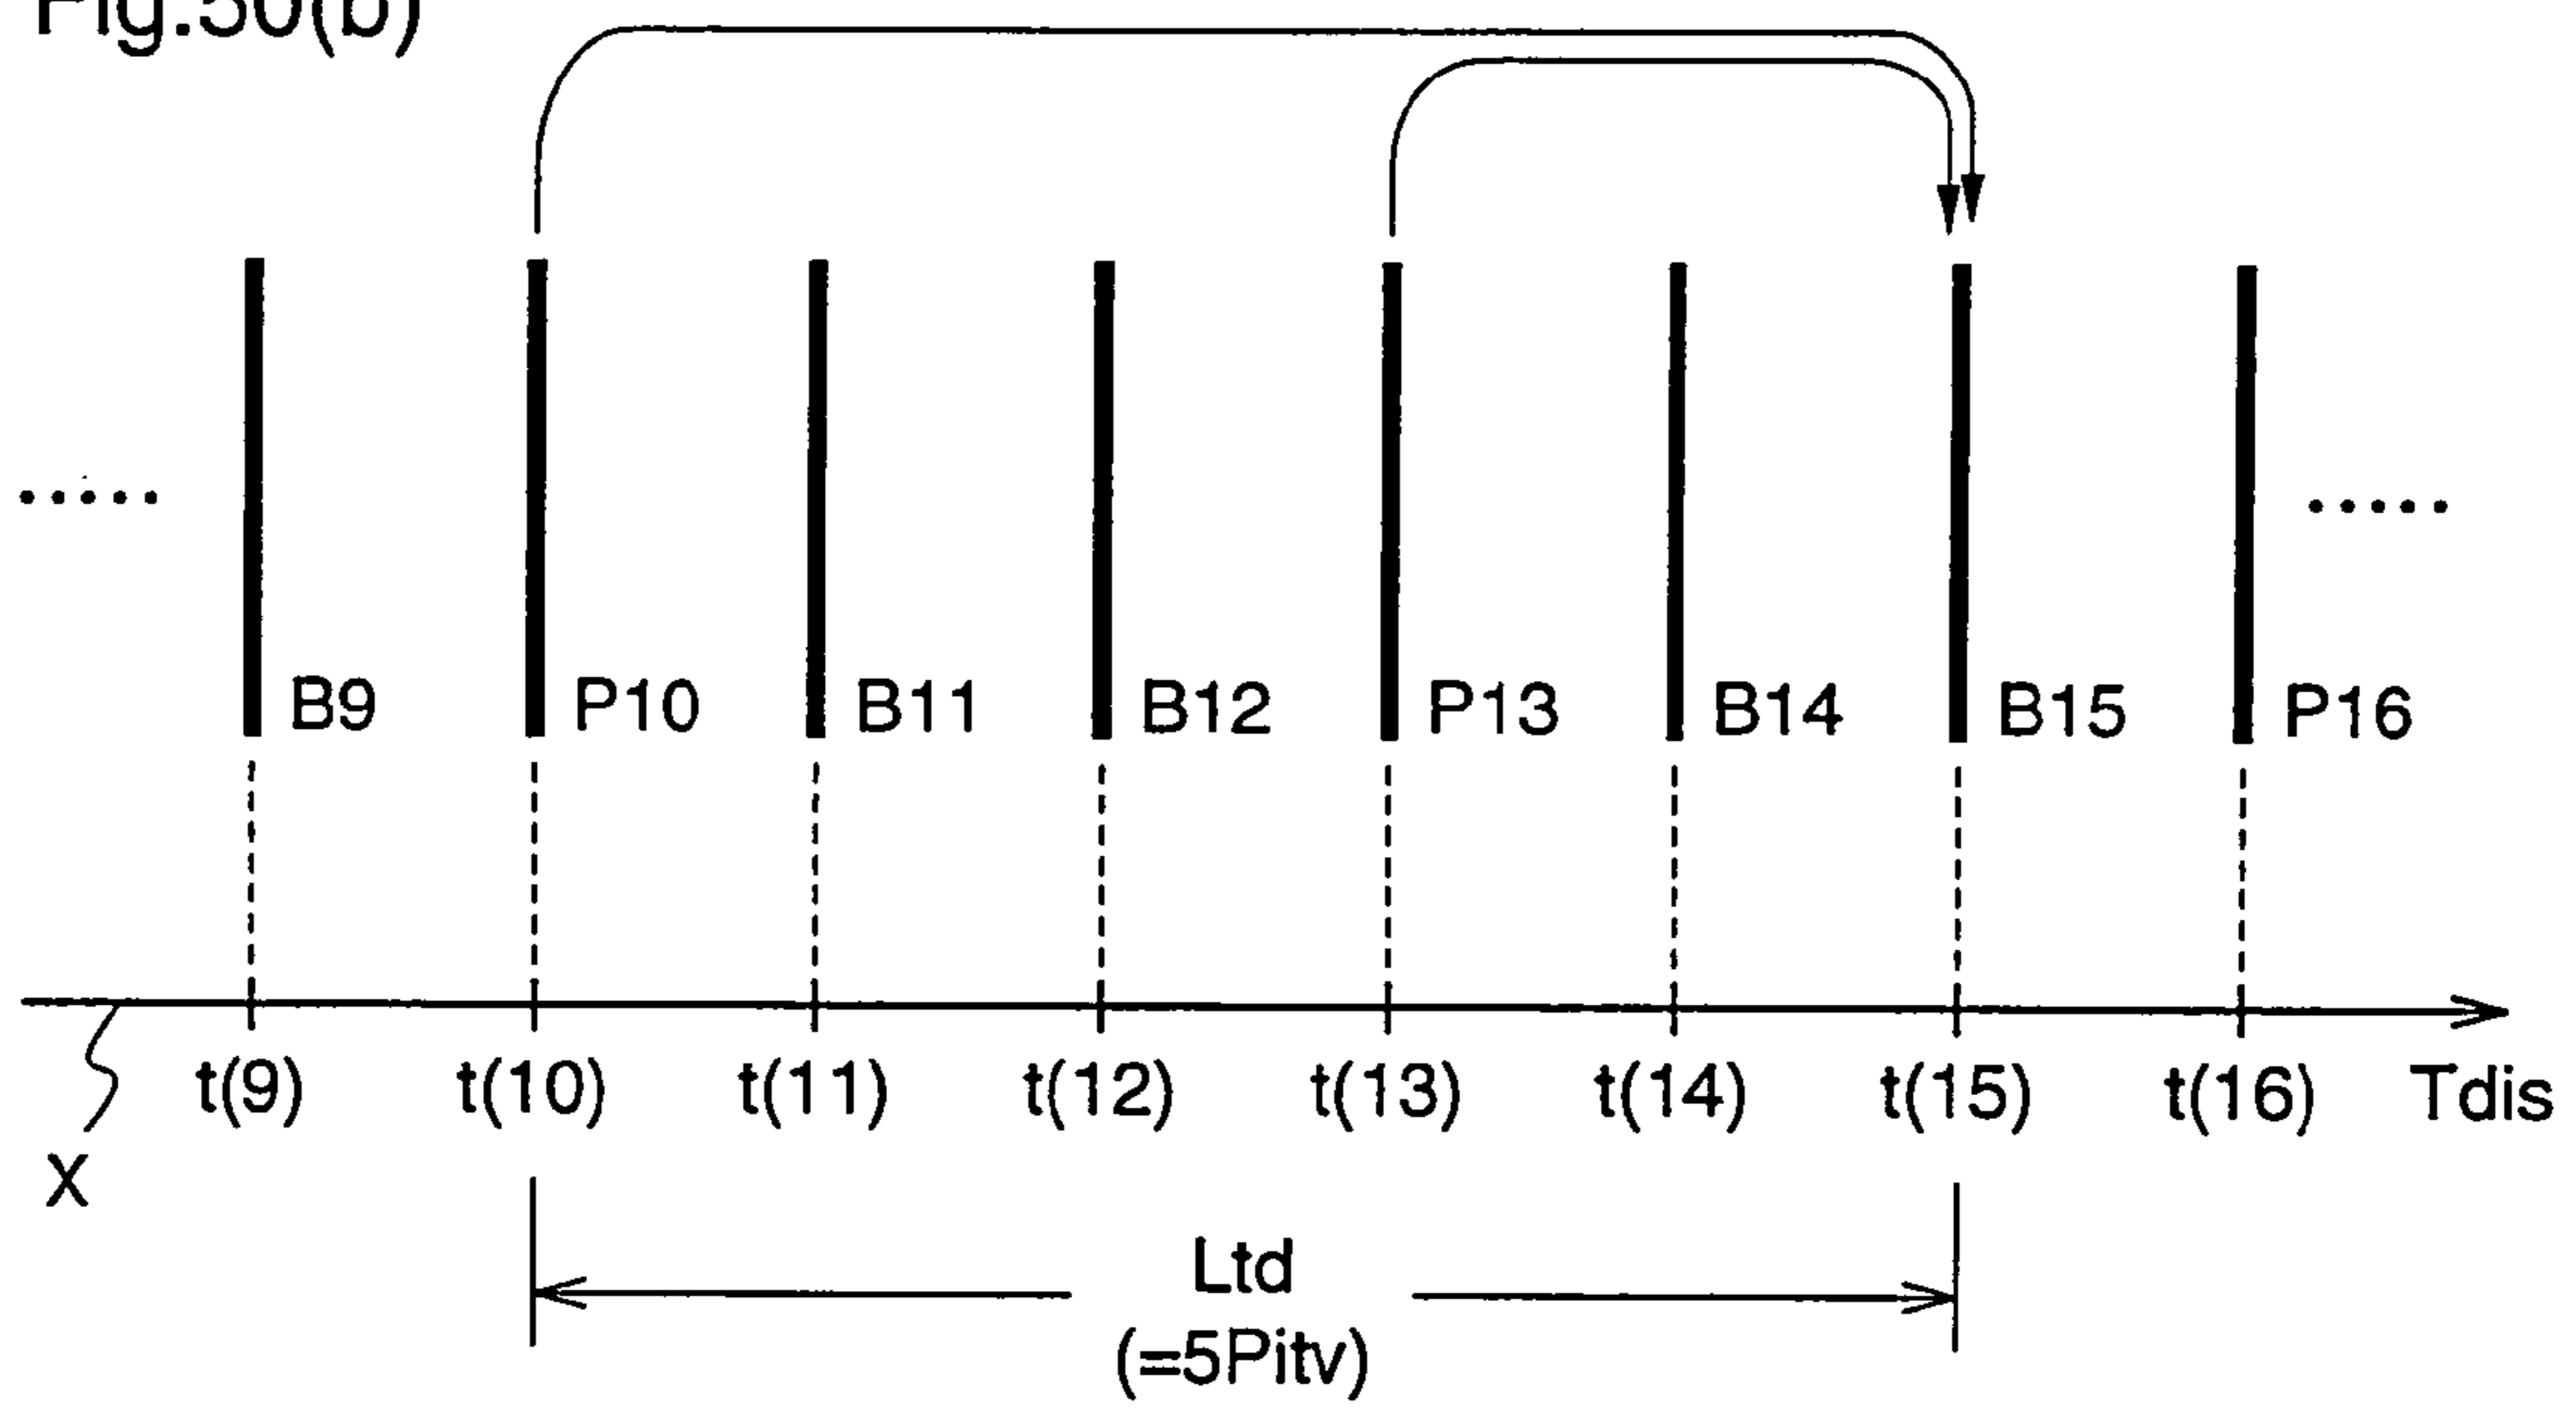 Fig.50(b)
B9 P10 B11 B12 P13 B14 B15 P16
t(9) t(10) t(11) t(12) t(13) t(14) t(15) t(16) Tdis
X
Ltd
(=5Pitv)